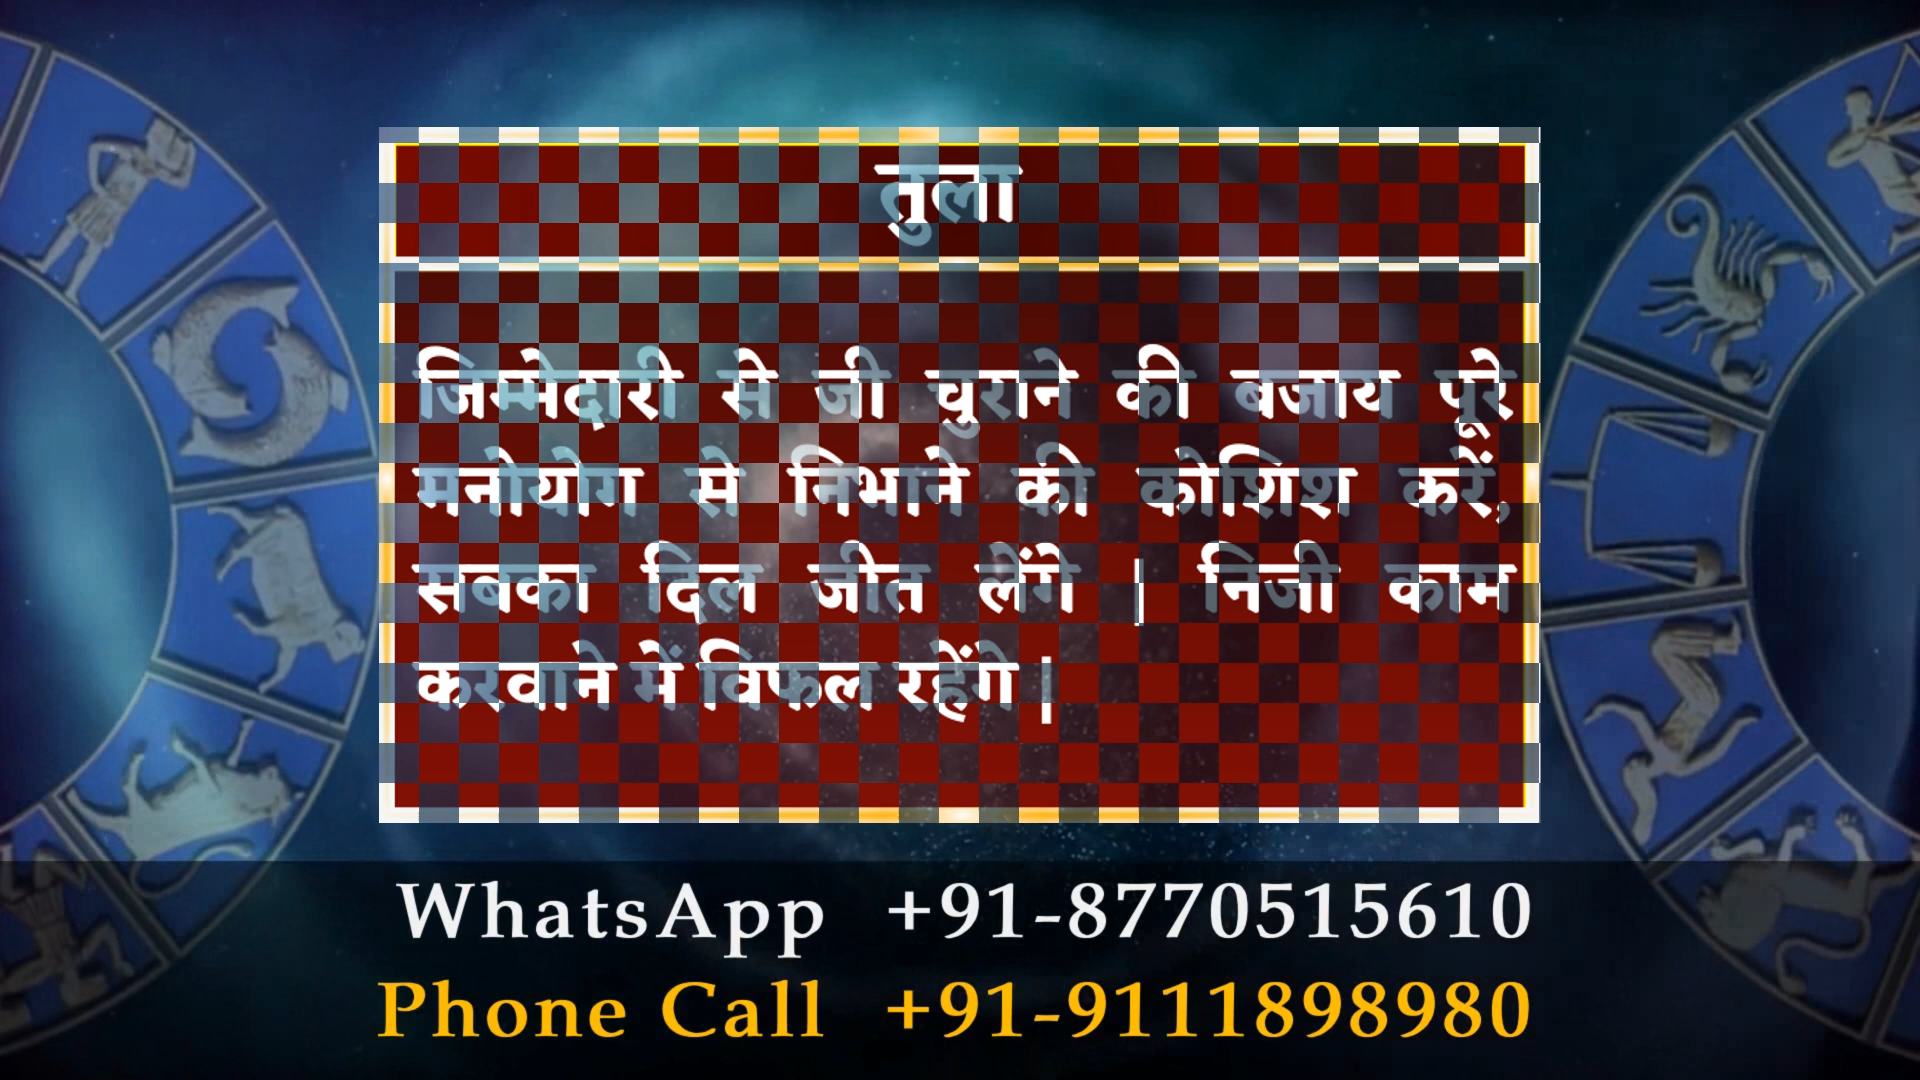 तुला
जिम्मेदारी से जी चुराने की बजाय पूरे
मनोयोग से निभाने की कोशिश करें,
सबका दिल जीत लेंगे |  निजी काम
करवाने में विफल रहेंगे |
WhatsApp +91-8770515610
Phone Call +91-9111898980